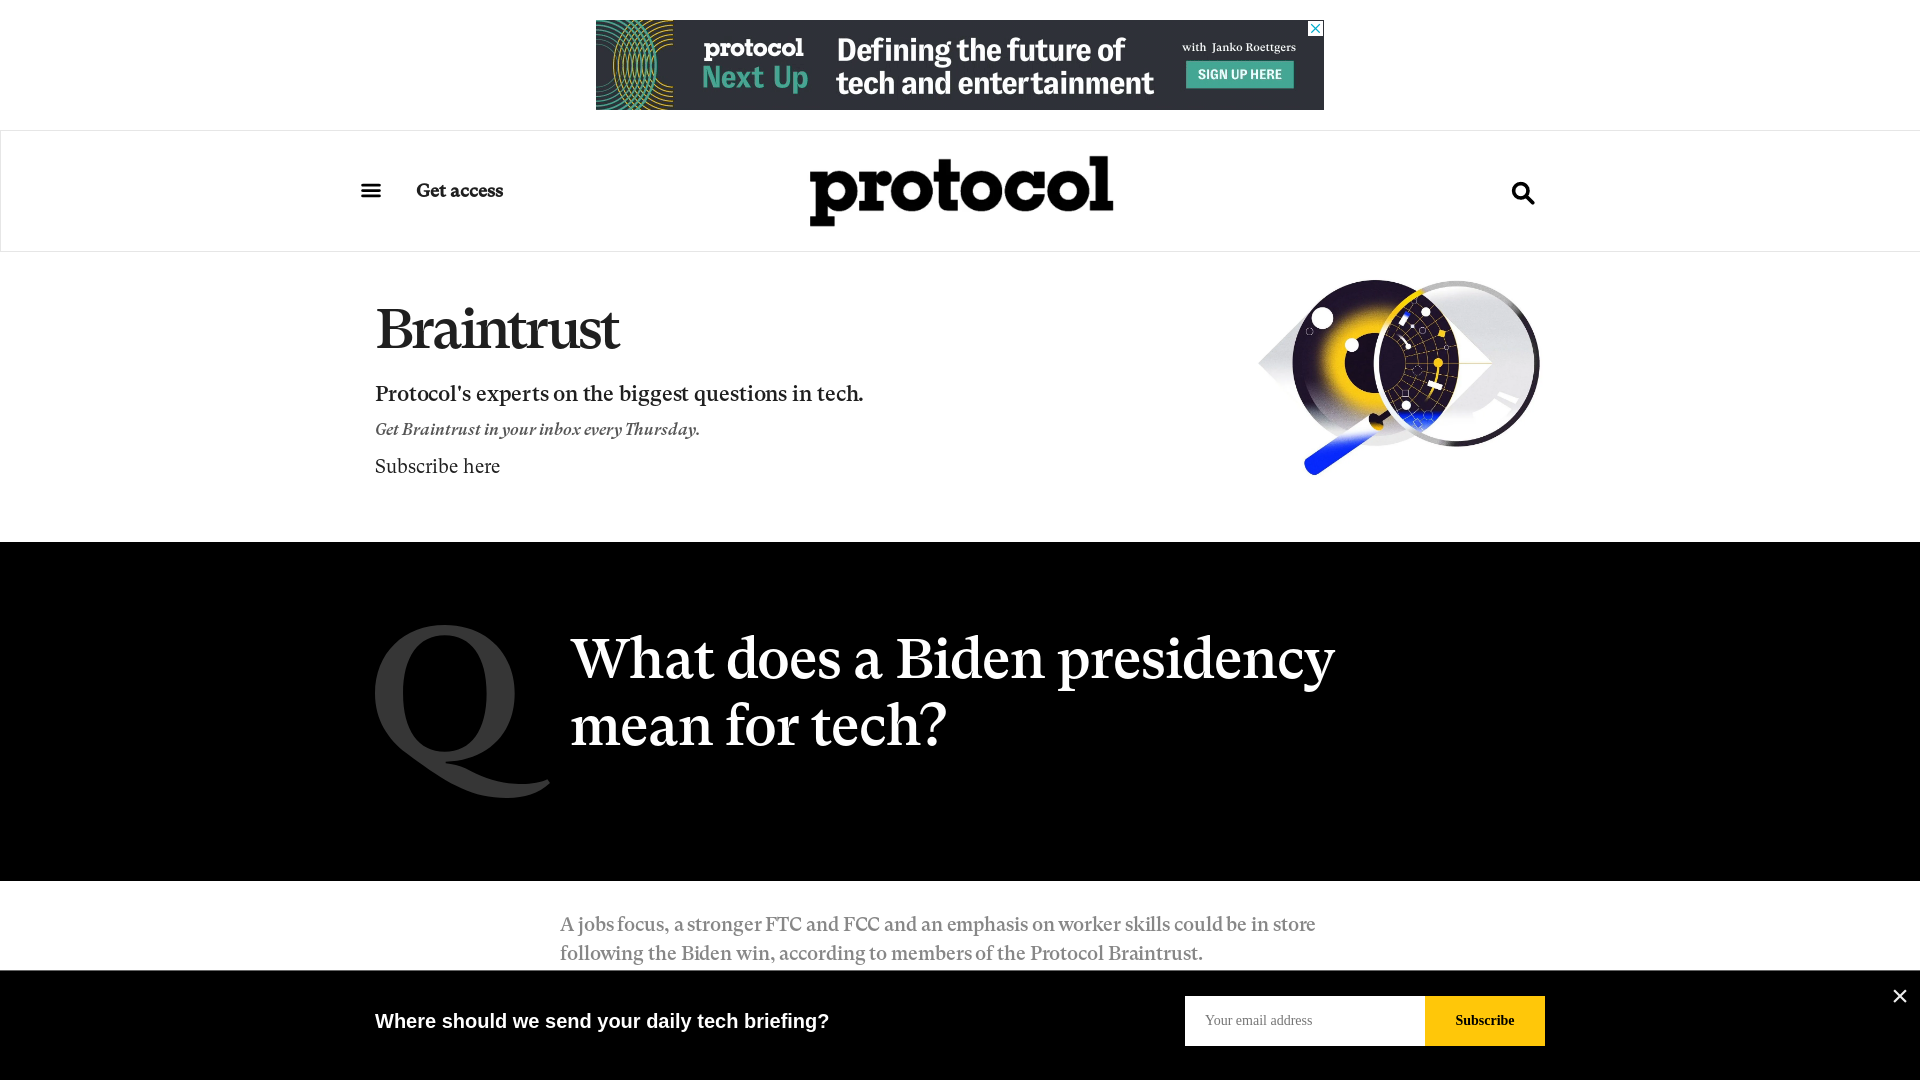 protocol
Next Up
Defining the future of
tech and entertainment
with Janko Roettgers
SIGN UP HERE
Get access
protocol
Braintrust
Protocol's experts on the biggest questions in tech.
Get Braintrust in your inbox every Thursday.
Subscribe here
Q
What does a Biden presidency
mean for tech?
A jobs focus, a stronger FTC and FCC and an emphasis on worker skills could be in store
following the Biden win, according to members of the Protocol Braintrust.
Where should we send your daily tech briefing?
Your email address
Subscribe